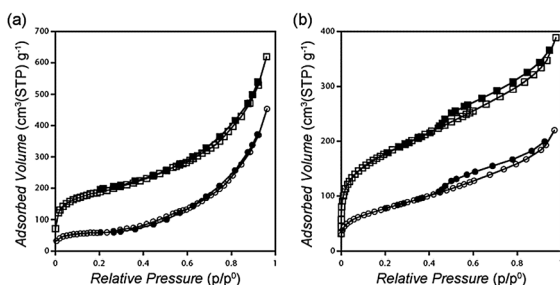 (a)
Adsorbed Volume (cm³(STP) g⁻¹)
700
600
500
400
300
200
100
0
0 0.2 0.4 0.6 0.8 1
Relative Pressure (p/p⁰)
(b)
Adsorbed Volume (cm³(STP) g⁻¹)
400
300
200
100
0
0 0.2 0.4 0.6 0.8 1
Relative Pressure (p/p⁰)